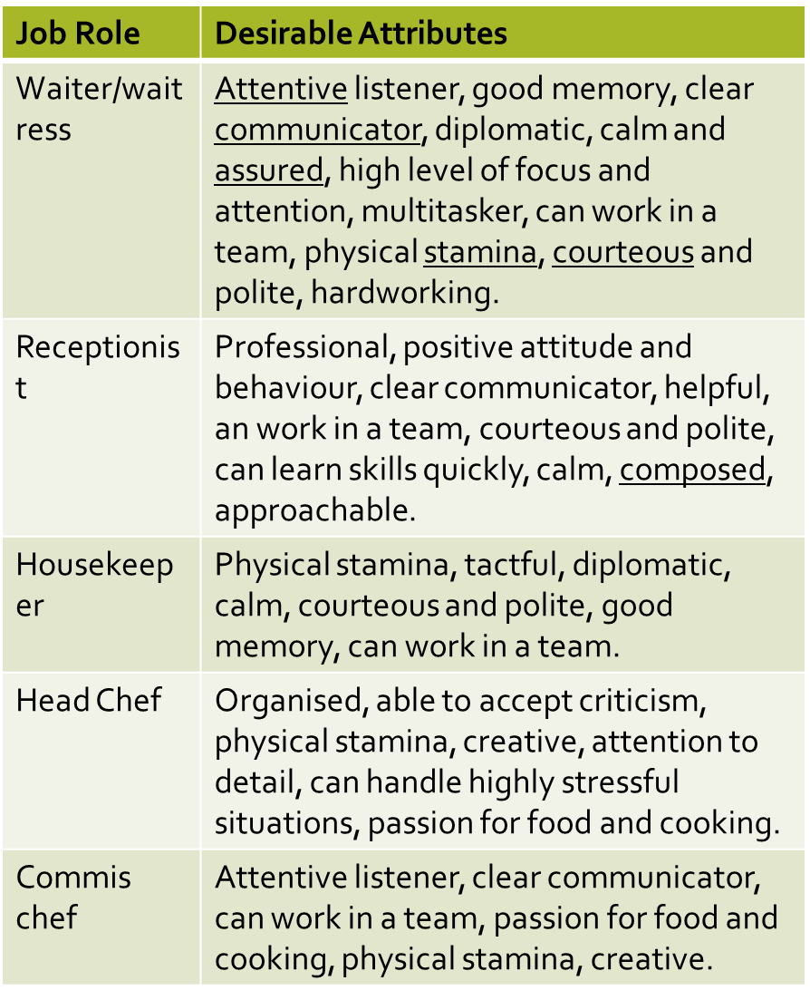 Job Role
Desirable Attributes
Waiter/wait
ress
Attentive listener, good memory, clear
communicator, diplomatic, calm and
assured, high level of focus and
attention, multitasker, can work in a
team, physical stamina, courteous and
polite, hardworking.
Receptionis
t
Professional, positive attitude and
behaviour, clear communicator, helpful,
an work in a team, courteous and polite,
can learn skills quickly, calm, composed,
approachable.
Housekeep
er
Physical stamina, tactful, diplomatic,
calm, courteous and polite, good
memory, can work in a team.
Head Chef
Organised, able to accept criticism,
physical stamina, creative, attention to
detail, can handle highly stressful
situations, passion for food and cooking.
Commis
chef
Attentive listener, clear communicator,
can work in a team, passion for food and
cooking, physical stamina, creative.